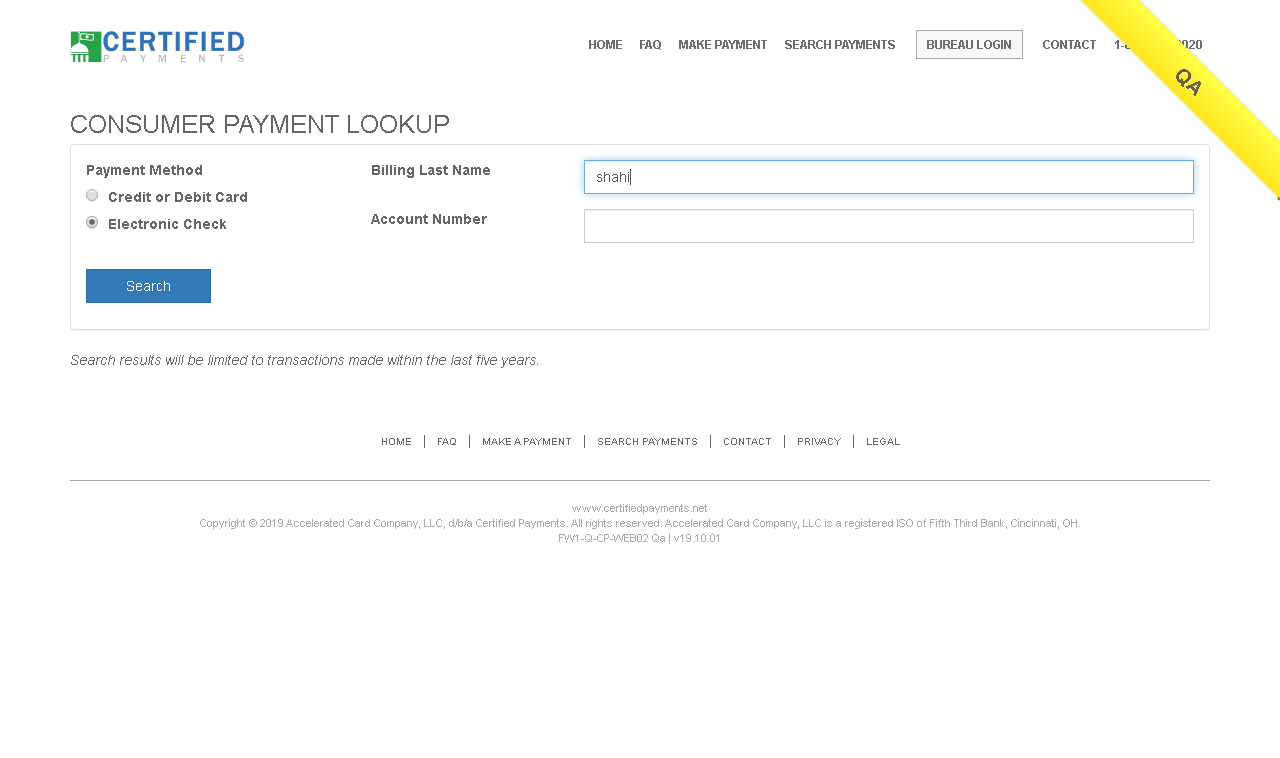 CERTIFIED
PAYMENTS
HOME FAQ MAKE PAYMENT SEARCH PAYMENTS BUREAU LOGIN CONTACT
QA
CONSUMER PAYMENT LOOKUP
Payment Method
Credit or Debit Card
Electronic Check
Billing Last Name
shahi
Account Number
Search
Search results will be limited to transactions made within the last five years.
HOME | FAQ | MAKE A PAYMENT | SEARCH PAYMENTS | CONTACT | PRIVACY | LEGAL
www.certifiedpayments.net
Copyright © 2019 Accelerated Card Company, LLC, d/b/a Certified Payments. All rights reserved. Accelerated Card Company, LLC is a registered ISO of Fifth Third Bank, Cincinnati, OH.
FW1-Q-CP-WEB02 Qa | v19.10.01